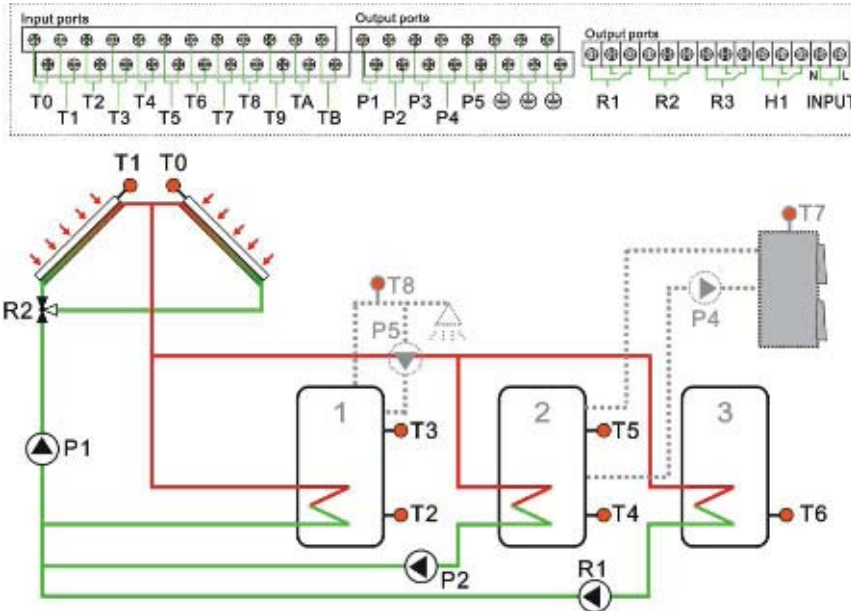 Input ports
Output ports
Output ports
T0 T2 T4 T6 T8 TA P1 P3 P5
T1 T3 T5 T7 T9 TB P2 P4
R1 R2 R3 H1 INPUT
N L
T1 T0
T7
T8
R2
P5
P4
1 2 3
T3 T5
P1
T2 T4 T6
P2
R1